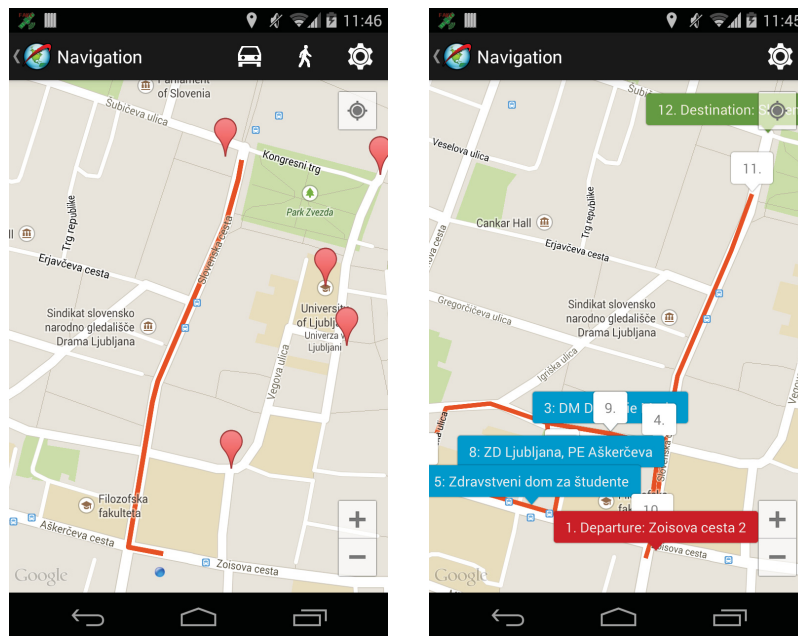 11:46
Navigation
Parliament
of Slovenia
Šubičeva ulica
Kongresni trg
Park Zvezda
Trg republike
Erjavčeva cesta
Slovenska cesta
Sindikat slovensko
narodno gledališče
Drama Ljubljana
University
of Ljubljana
Univerza v
Ljubljani
Vegova ulica
Filozofska
fakulteta
Aškerčeva cesta
Zoisova cesta
Google
11:45
Navigation
12. Destination:
11.
Veselova ulica
Trg republike
Cankar Hall
Erjavčeva cesta
Gregorčičeva ulica
Sindikat slovensko
narodno gledališče
Drama Ljubljana
Igriška ulica
3: DM
9.
4.
8: ZD Ljubljana, PE Aškerčeva
5: Zdravstveni dom za študente
10.
1. Departure: Zoisova cesta 2
Zoisova cesta
Google